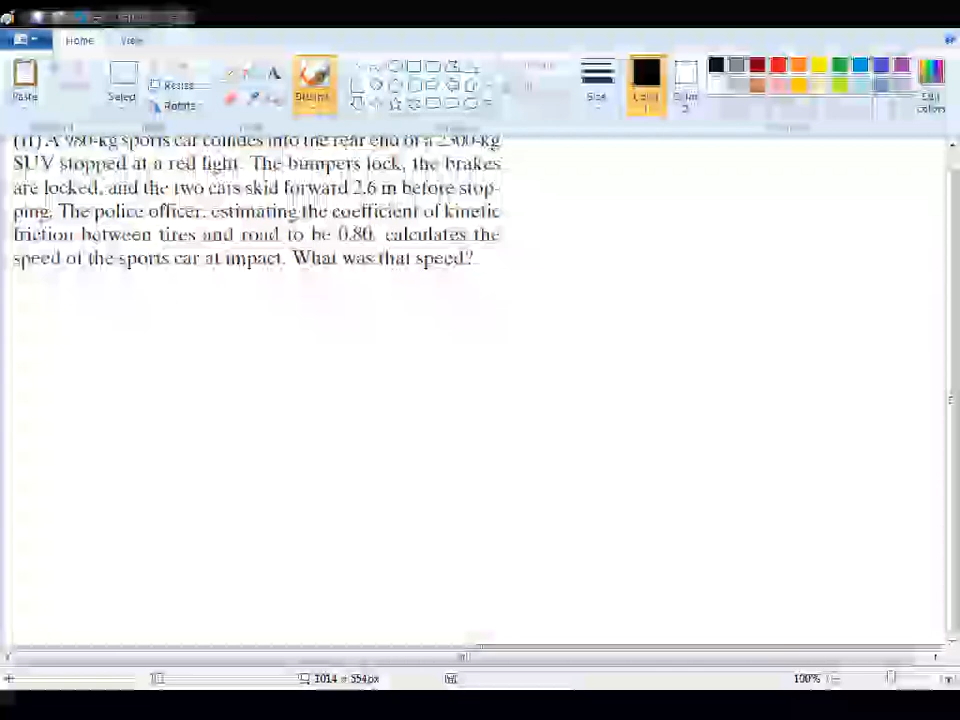 Home View
Paste
Select
Resize
Rotate
Size
Color
Edit
colors
(II) A 980-kg sports car collides into the rear end of a 2300-kg
SUV stopped at a red light. The bumpers lock, the brakes
are locked, and the two cars skid forward 2.6 m before stop-
ping. The police officer, estimating the coefficient of kinetic
friction between tires and road to be 0.80, calculates the
speed of the sports car at impact. What was that speed?
100%